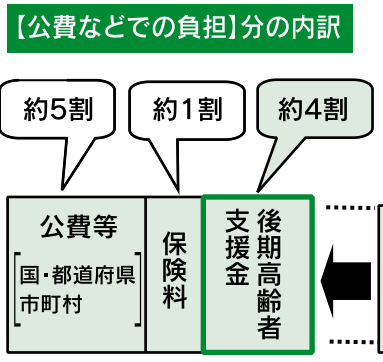 【公費などでの負担】分の内訳
約5割
約1割
約4割
公費等
国・都道府県
市町村
保険料
後期高齢者
支援金